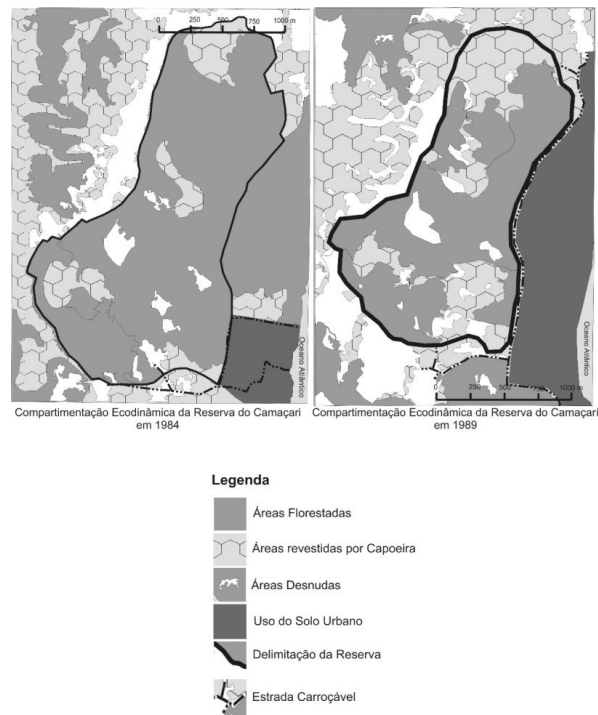 0 250 500 750 1000 m
Oceano Atlântico
Compartimentação Ecodinâmica da Reserva do Camaçari
em 1984
Oceano Atlântico
0 250 500 750 1000 m
Compartimentação Ecodinâmica da Reserva do Camaçari
em 1989
Legenda
Áreas Florestadas
Áreas revestidas por Capoeira
Áreas Desnudas
Uso do Solo Urbano
Delimitação da Reserva
Estrada Carroçável